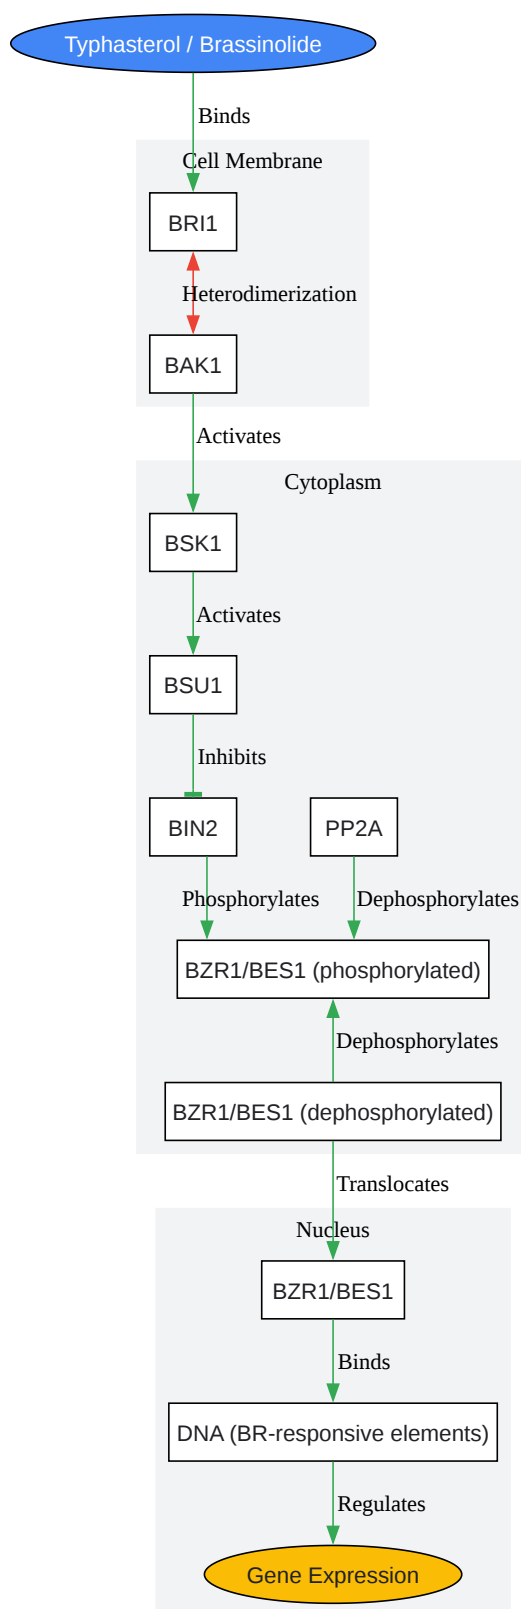 Typhasterol / Brassinolide
Binds
Cell Membrane
BRI1
Heterodimerization
BAK1
Activates
Cytoplasm
BSK1
Activates
BSU1
Inhibits
BIN2
PP2A
Phosphorylates
Dephosphorylates
BZR1/BES1 (phosphorylated)
Dephosphorylates
BZR1/BES1 (dephosphorylated)
Translocates
Nucleus
BZR1/BES1
Binds
DNA (BR-responsive elements)
Regulates
Gene Expression